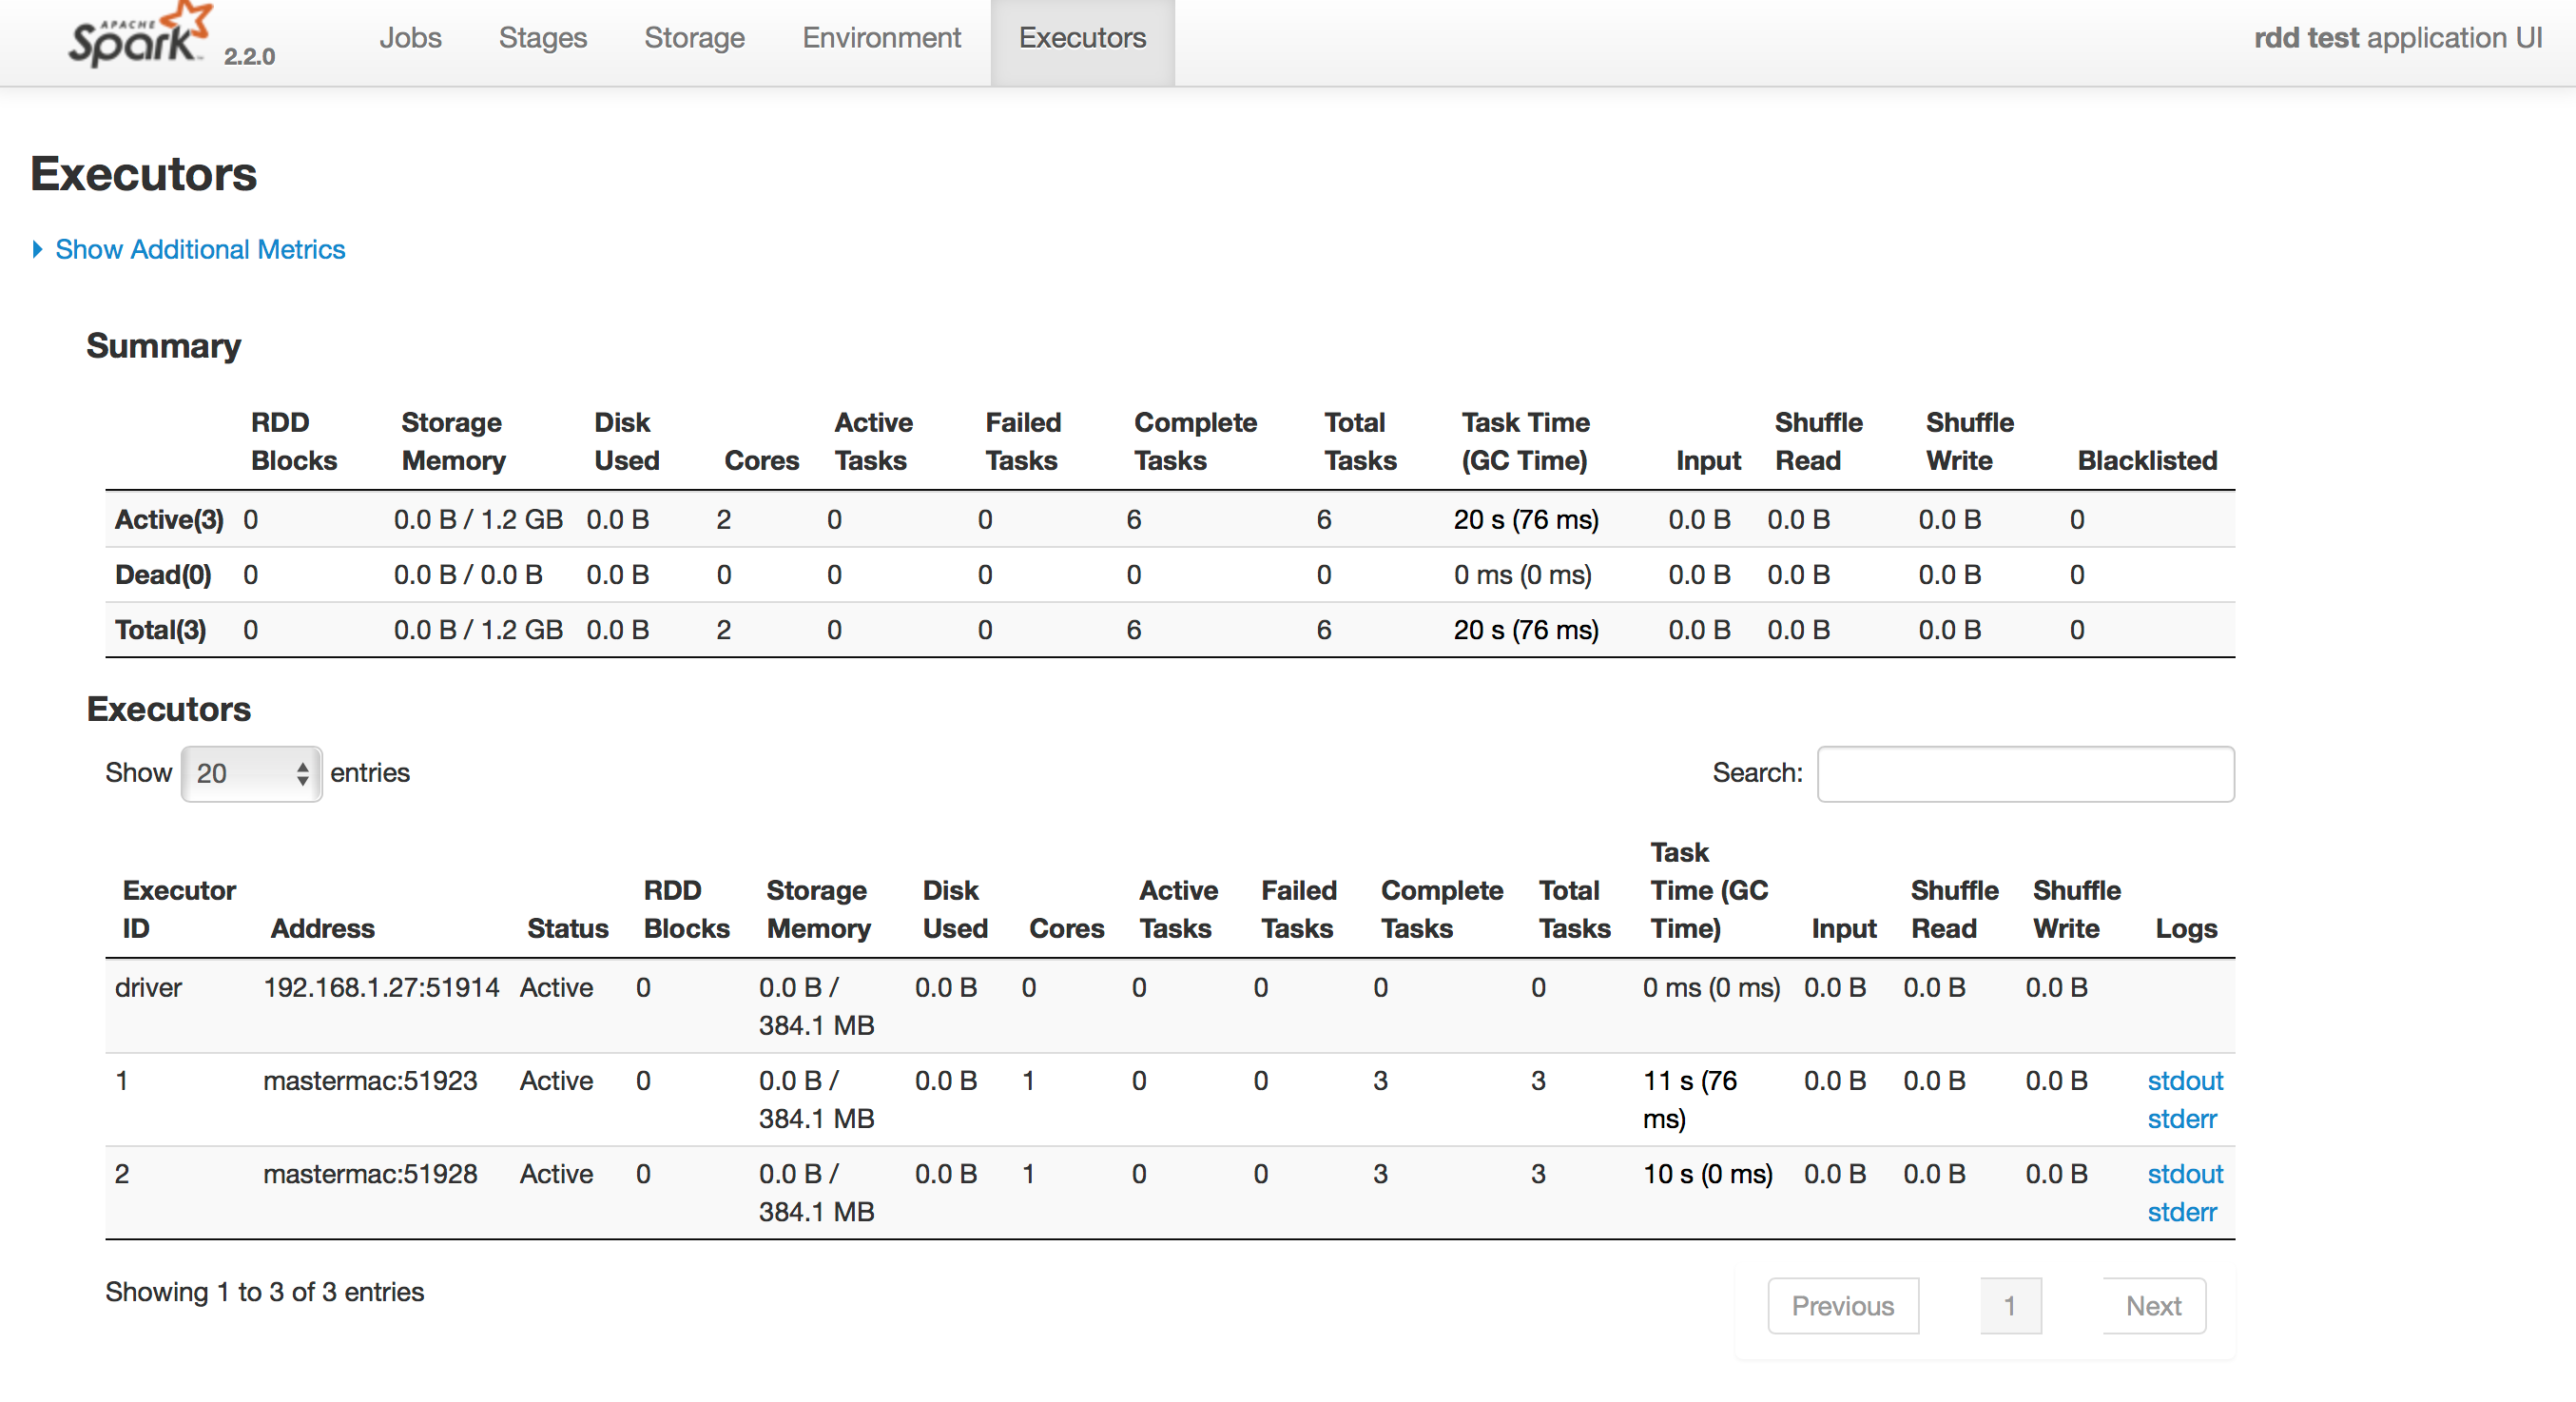 APACHE
Spark 2.2.0 Jobs Stages Storage Environment Executors rdd test application UI
Executors
Show Additional Metrics
Summary
RDD Blocks Storage Memory Disk Used Cores Active Tasks Failed Tasks Complete Tasks Total Tasks Task Time (GC Time) Input Shuffle Read Shuffle Write Blacklisted
Active(3) 0 0.0 B / 1.2 GB 0.0 B 2 0 0 6 6 20 s (76 ms) 0.0 B 0.0 B 0.0 B 0
Dead(0) 0 0.0 B / 0.0 B 0.0 B 0 0 0 0 0 0 ms (0 ms) 0.0 B 0.0 B 0.0 B 0
Total(3) 0 0.0 B / 1.2 GB 0.0 B 2 0 0 6 6 20 s (76 ms) 0.0 B 0.0 B 0.0 B 0
Executors
Show 20 entries Search:
Executor ID Address Status RDD Blocks Storage Memory Disk Used Cores Active Tasks Failed Tasks Complete Tasks Total Tasks Task Time (GC Time) Input Shuffle Read Shuffle Write Logs
driver 192.168.1.27:51914 Active 0 0.0 B / 384.1 MB 0.0 B 0 0 0 0 0 0 ms (0 ms) 0.0 B 0.0 B 0.0 B
1 mastermac:51923 Active 0 0.0 B / 384.1 MB 0.0 B 1 0 0 3 3 11 s (76 ms) 0.0 B 0.0 B 0.0 B stdout stderr
2 mastermac:51928 Active 0 0.0 B / 384.1 MB 0.0 B 1 0 0 3 3 10 s (0 ms) 0.0 B 0.0 B 0.0 B stdout stderr
Showing 1 to 3 of 3 entries
Previous 1 Next